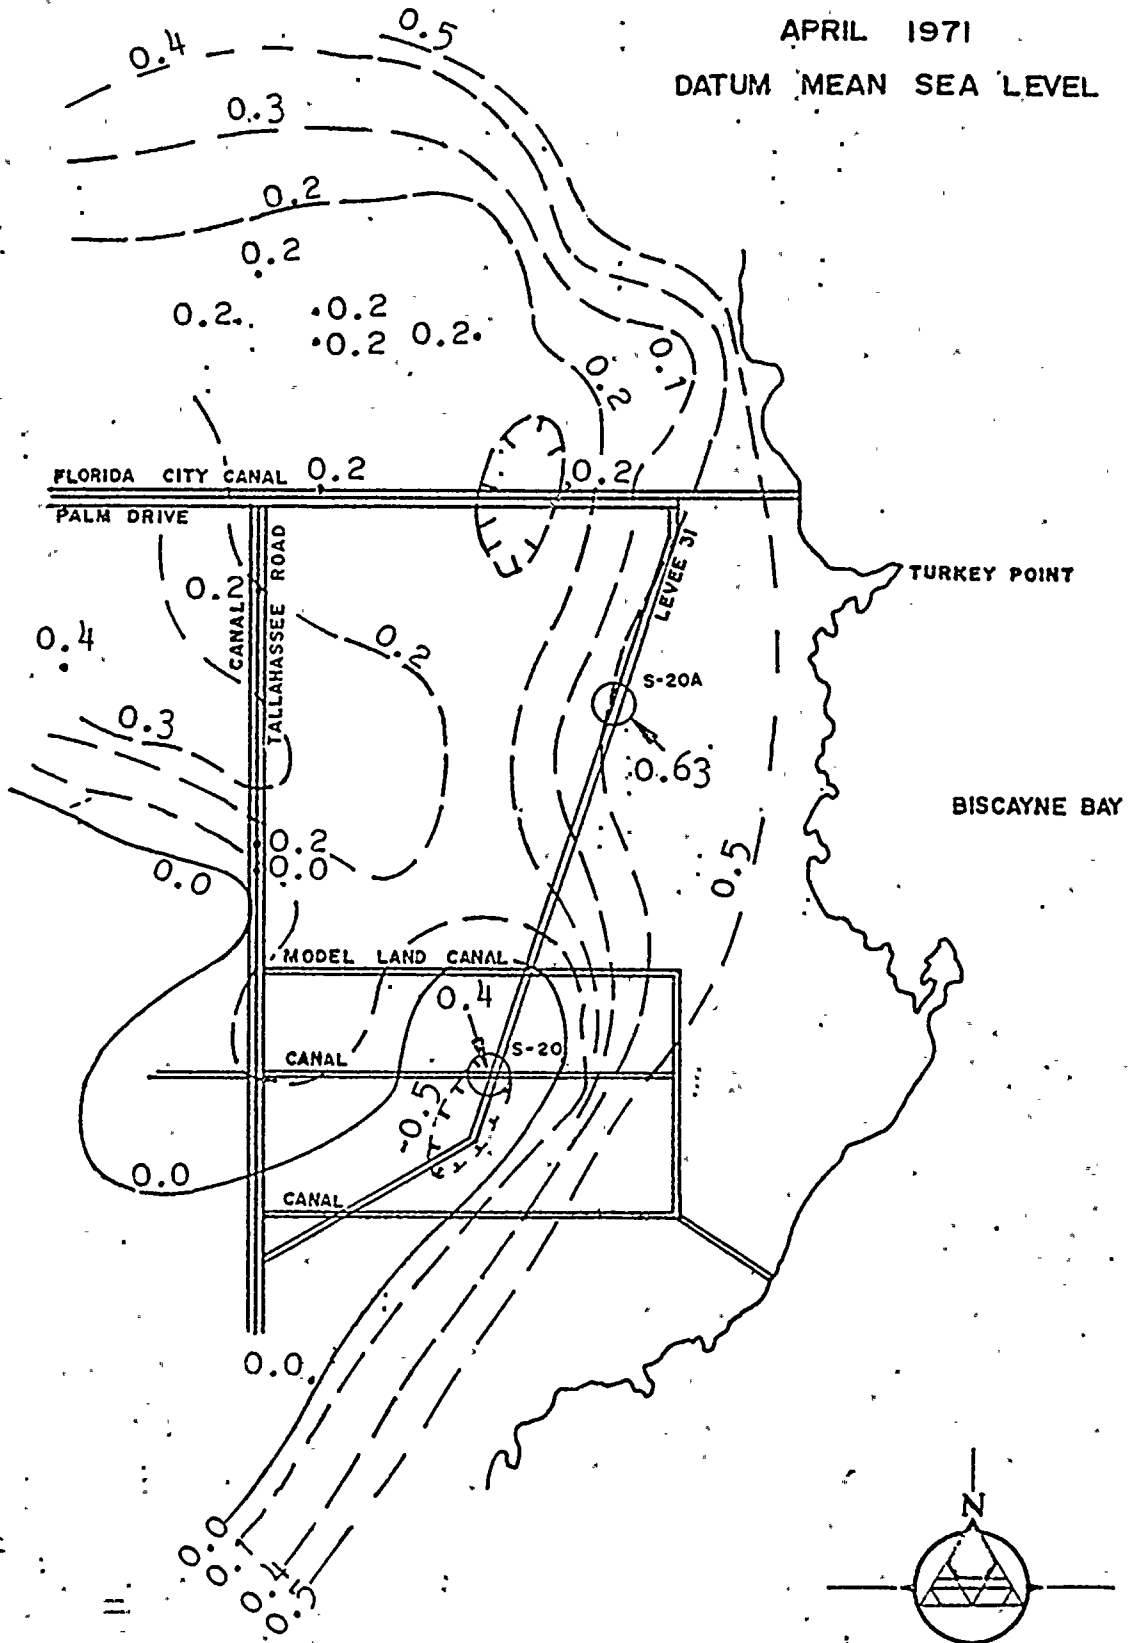 APRIL 1971
DATUM MEAN SEA LEVEL
0.5
0.4
0.3
0.2
0.2
0.2
0.2
0.2
0.2
0.1
0.2
FLORIDA CITY CANAL
0.2
0.2
PALM DRIVE
CANAL
TALLAHASSEE ROAD
LEVEE 31
TURKEY POINT
0.2
0.4
0.2
S-20A
0.3
0.63
BISCAYNE BAY
0.2
0.0
0.0
0.5
MODEL LAND CANAL
0.4
S-20
CANAL
-0.5
0.0
CANAL
0.0
0.0
0.1
0.4
0.5
N